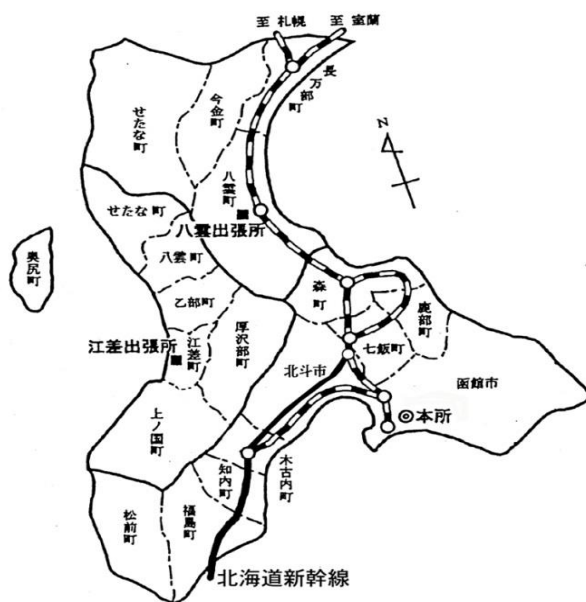 至 札幌
至 室蘭
長万部町
今金町
せたな町
N
八雲町
せたな町
八雲出張所
八雲町
奥尻町
森町
鹿部町
乙部町
江差出張所
江差町
厚沢部町
七飯町
北斗市
函館市
◎本所
上ノ国町
木古内町
知内町
福島町
松前町
北海道新幹線